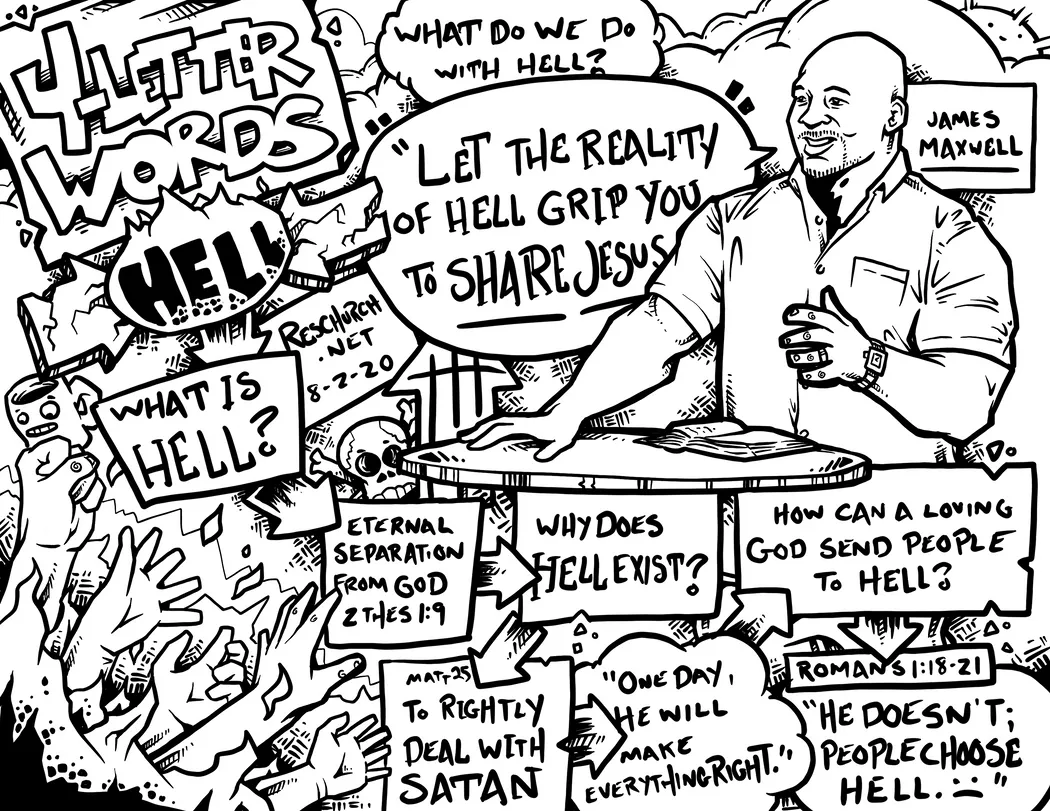 4-LETTER
WORDS
HELL
WHAT DO WE DO
WITH HELL?
"LET THE REALITY
OF HELL GRIP YOU
TO SHARE JESUS
JAMES
MAXWELL
RESCHURCH
.NET
8-2-20
WHAT IS
HELL?
ETERNAL
SEPARATION
FROM GOD
2 THES 1:9
WHY DOES
HELL EXIST?
HOW CAN A LOVING
GOD SEND PEOPLE
TO HELL?
MATT 25
TO RIGHTLY
DEAL WITH
SATAN
"ONE DAY,
HE WILL
MAKE
EVERYTHING RIGHT."
ROMANS 1:18-21
"HE DOESN'T;
PEOPLE CHOOSE
HELL. :( "